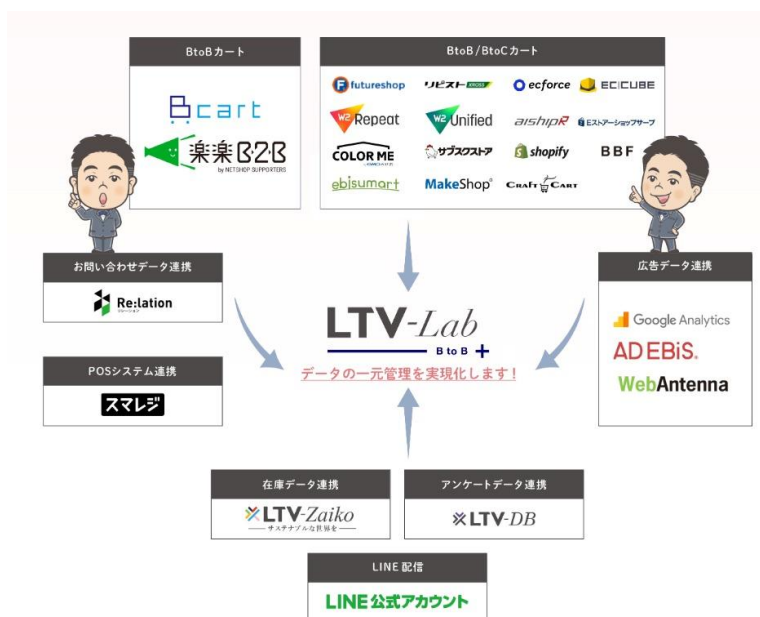 BtoBカート
Bcart
楽楽B2B
by NETSHOP SUPPORTERS
BtoB/BtoCカート
futureshop
リピスト CROSS
ecforce
EC CUBE
W2 Repeat
W2 Unified
aishipR
Eストアーショップサーブ
COLOR ME
サブスクストア
shopify
BBF
ebisumart
MakeShop
CRAFT CART
お問い合わせデータ連携
Re:lation
POSシステム連携
スマレジ
LTV-Lab
B to B +
データの一元管理を実現化します!
広告データ連携
Google Analytics
AD EBiS.
WebAntenna
在庫データ連携
LTV-Zaiko
サステナブルな世界を
アンケートデータ連携
LTV-DB
LINE配信
LINE公式アカウント